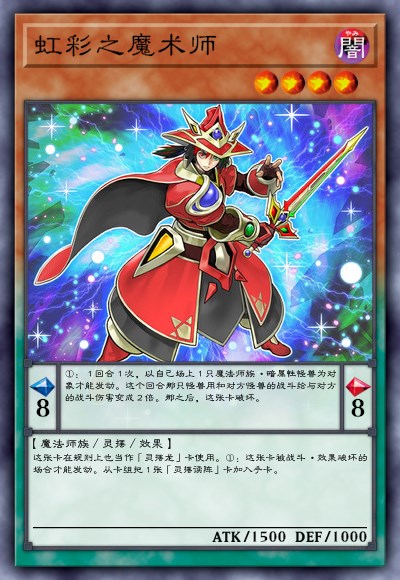 虹彩之魔术师
やみ
闇
①：1回合1次，以自己场上1只魔法师族·暗属性怪兽为对
象才能发动。这个回合那只怪兽用和对方怪兽的战斗给与对方
的战斗伤害变成2倍。那之后，这张卡破坏。
8
8
【魔法师族／灵摆／效果】
这张卡在规则上也当作「灵摆龙」卡使用。①：这张卡被战斗·效果破坏的
场合才能发动。从卡组把1张「灵摆读阵」卡加入手卡。
ATK/1500 DEF/1000